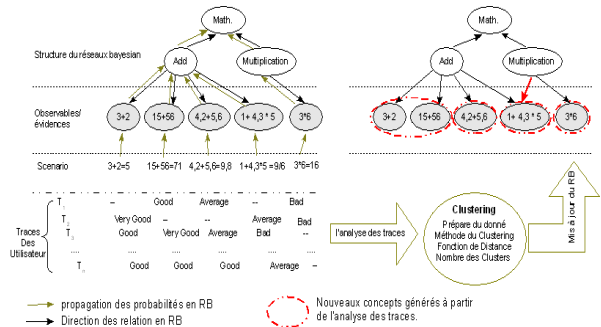 Math.
Math.
Structure du réseaux bayesian
Add
Multiplication
Add
Multiplication
Observables/
évidences
3+2
15+56
4,2+5,6
1+ 4,3 * 5
3*6
3+2
15+56
4,2+5,6
1+ 4,3 * 5
3*6
Scenario
3+2=5
15+56=71
4,2+5,6=9,8
1+4,3*5 =9/6
3*6=16
Traces
Des
Utilisateur
T1 -- Good Average -- Bad
T2 Very Good -- -- Average Bad
T3 Good Very Good Average Bad --
.... .... .... .... .... ....
Tn Good Good Average --
l'analyse des traces
Clustering
Prépare du donné
Méthode du Clustering
Fonction de Distance
Nombre des Clusters
Mis à jour du RB
propagation des probabilités en RB
Direction des relation en RB
Nouveaux concepts générés à partir
de l'analyse des traces.